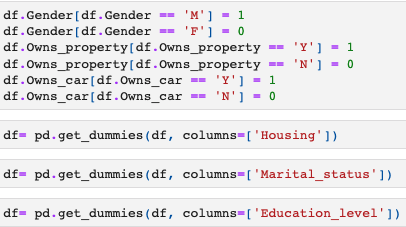 df.Gender[df.Gender == 'M'] = 1
df.Gender[df.Gender == 'F'] = 0
df.Owns_property[df.Owns_property == 'Y'] = 1
df.Owns_property[df.Owns_property == 'N'] = 0
df.Owns_car[df.Owns_car == 'Y'] = 1
df.Owns_car[df.Owns_car == 'N'] = 0
df= pd.get_dummies(df, columns=['Housing'])
df= pd.get_dummies(df, columns=['Marital_status'])
df= pd.get_dummies(df, columns=['Education_level'])